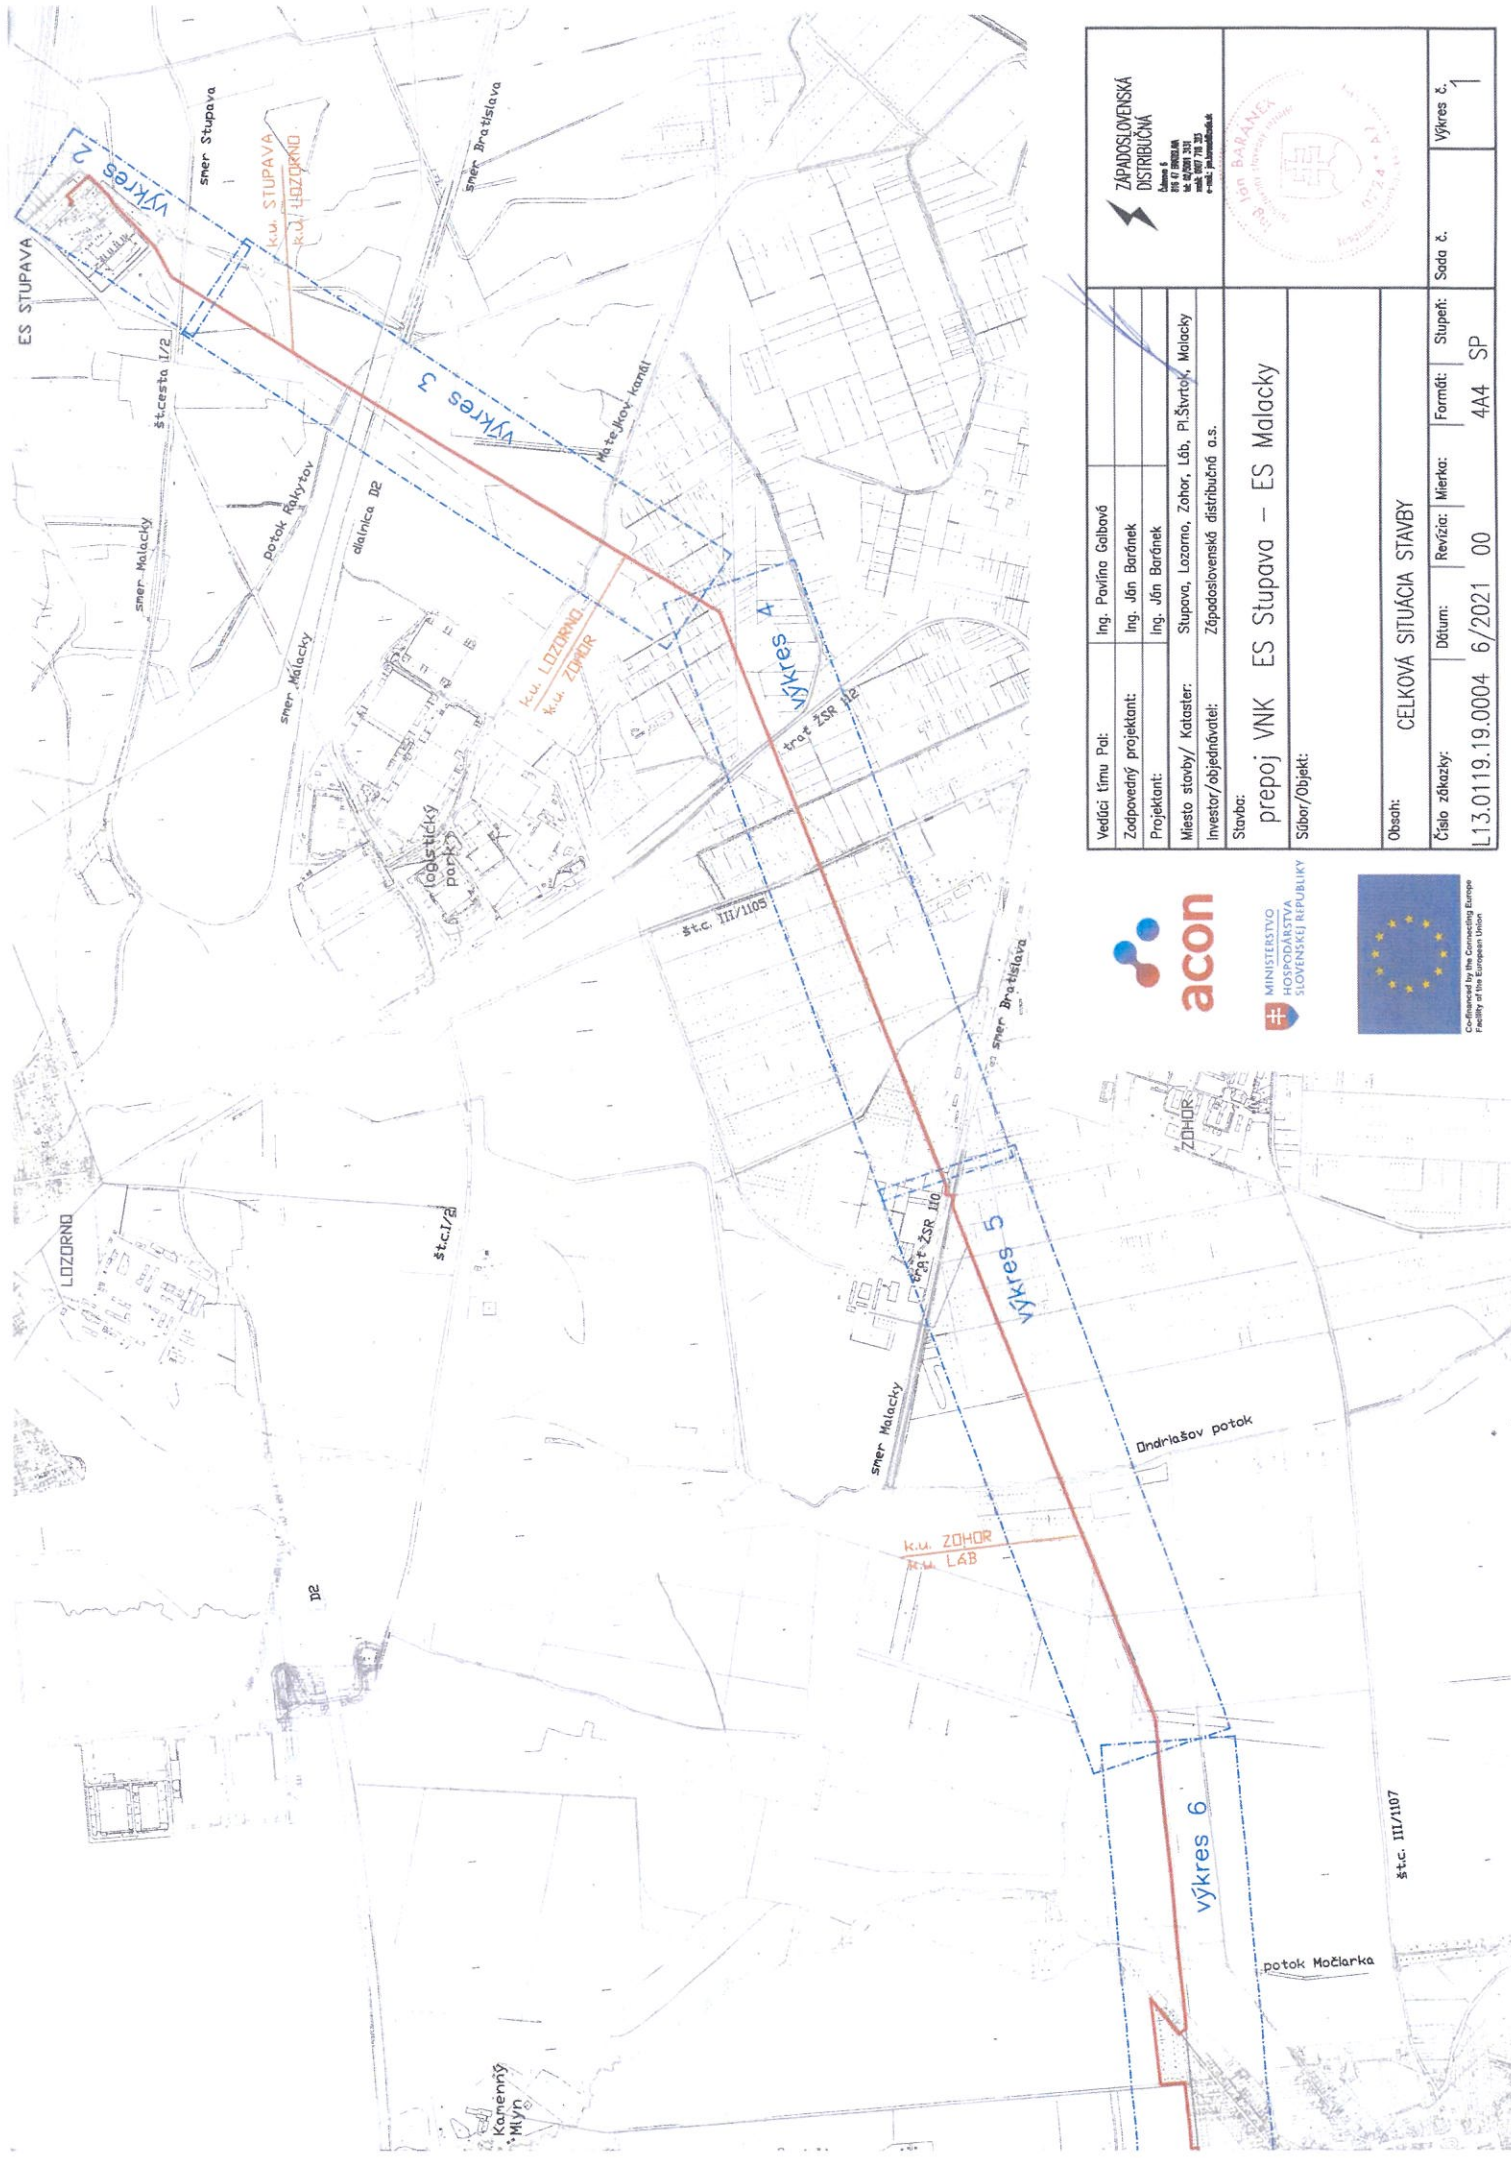 ES STUPAVA
výkres 2
smer Stupava
k.u. STUPAVA
k.u. LOZORNO
smer Bratislava
št.cesta I/2
smer Malacky
potok Rakytov
dialnica D2
výkres 3
Matejkov kanál
smer Malacky
k.u. LOZORNO
k.u. ZOHOR
výkres 4
trať ŽSR 112
logistický
park
št.c. III/1105
smer Bratislava
LOZORNO
št.c.I/2
trať ŽSR 110
výkres 5
smer Malacky
ZOHOR
Ondriašov potok
k.u. ZOHOR
k.u. LÁB
D2
výkres 6
št.c. III/1107
potok Močiarka
Kamenný
Mlyn
acon
MINISTERSTVO
HOSPODÁRSTVA
SLOVENSKEJ REPUBLIKY
Co-financed by the Connecting Europe
Facility of the European Union
Vedúci tímu PaI: Ing. Pavlína Galbavá
Zodpovedný projektant: Ing. Ján Baránek
Projektant: Ing. Ján Baránek
Miesto stavby/ Kataster: Stupava, Lozorno, Zohor, Láb, Pl.Štvrtok, Malacky
Investor/objednávateľ: Západoslovenská distribučná a.s.
ZÁPADOSLOVENSKÁ
DISTRIBUČNÁ
Stavba:
prepoj VNK ES Stupava – ES Malacky
Súbor/Objekt:
Ing. Ján BARÁNEK
Obsah: CELKOVÁ SITUÁCIA STAVBY
Číslo zákazky: Dátum: Revízia: Mierka: Formát: Stupeň: Sada č. Výkres č.
L13.0119.19.0004 6/2021 00 4A4 SP 1